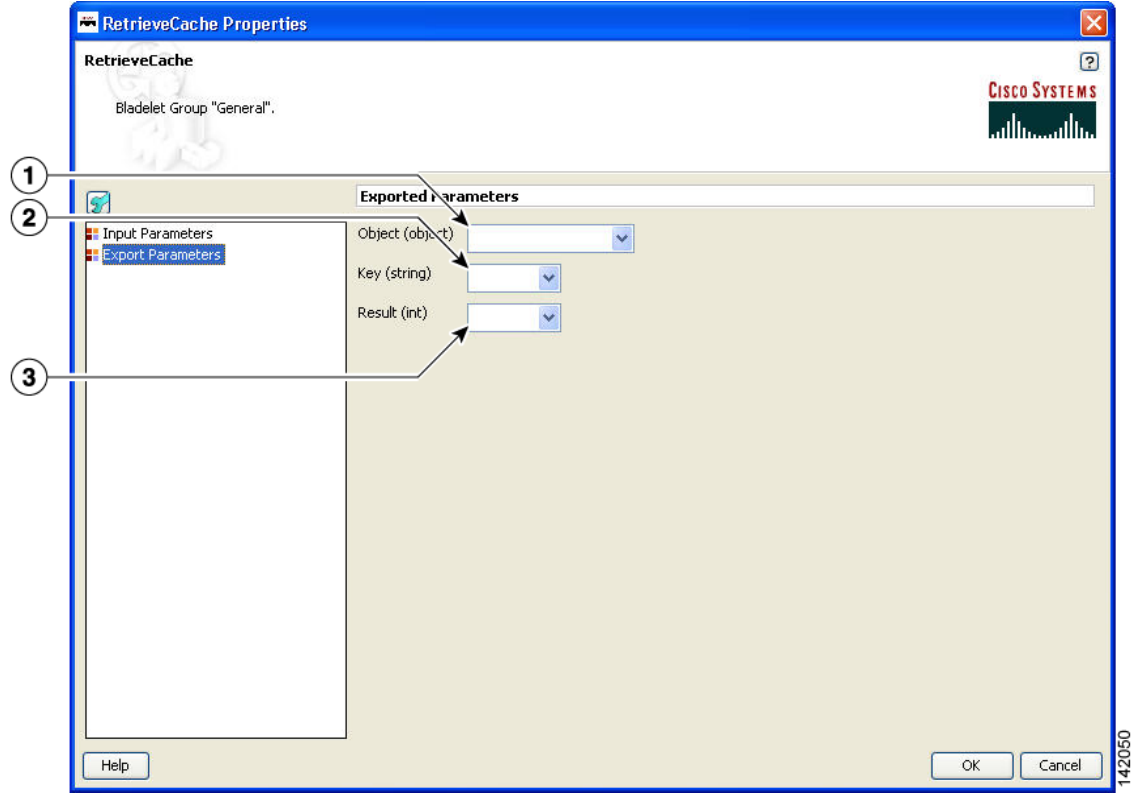 RetrieveCache Properties
RetrieveCache
?
Bladelet Group "General".
CISCO SYSTEMS
1
2
3
Exported Parameters
Input Parameters
Export Parameters
Object (object)
Key (string)
Result (int)
Help
OK
Cancel
142050